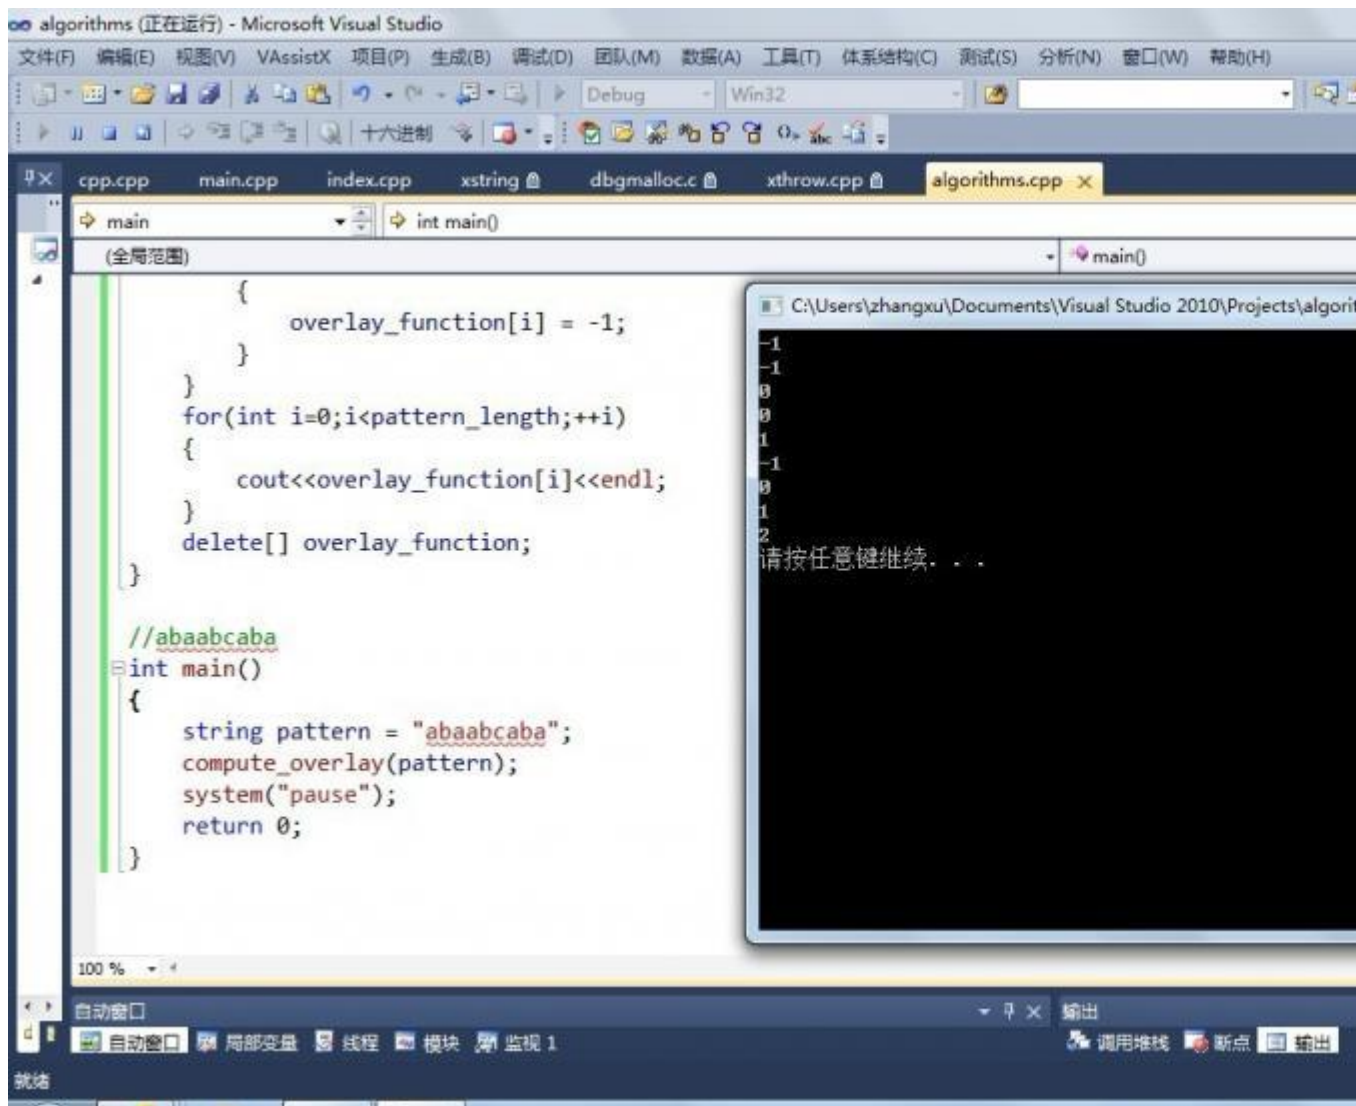 algorithms (正在运行) - Microsoft Visual Studio
文件(F) 编辑(E) 视图(V) VAssistX 项目(P) 生成(B) 调试(D) 团队(M) 数据(A) 工具(T) 体系结构(C) 测试(S) 分析(N) 窗口(W) 帮助(H)
Debug Win32
十六进制
cpp.cpp main.cpp index.cpp xstring dbgmalloc.c xthrow.cpp algorithms.cpp
main int main()
(全局范围) main()
{
overlay_function[i] = -1;
}
}
for(int i=0;i<pattern_length;++i)
{
cout<<overlay_function[i]<<endl;
}
delete[] overlay_function;
}
//abaabcaba
int main()
{
string pattern = "abaabcaba";
compute_overlay(pattern);
system("pause");
return 0;
}
C:\Users\zhangxu\Documents\Visual Studio 2010\Projects\algorit
-1
-1
0
0
1
-1
0
1
2
请按任意键继续. . .
100 %
自动窗口 输出
自动窗口 局部变量 线程 模块 监视 1 调用堆栈 断点 输出
就绪